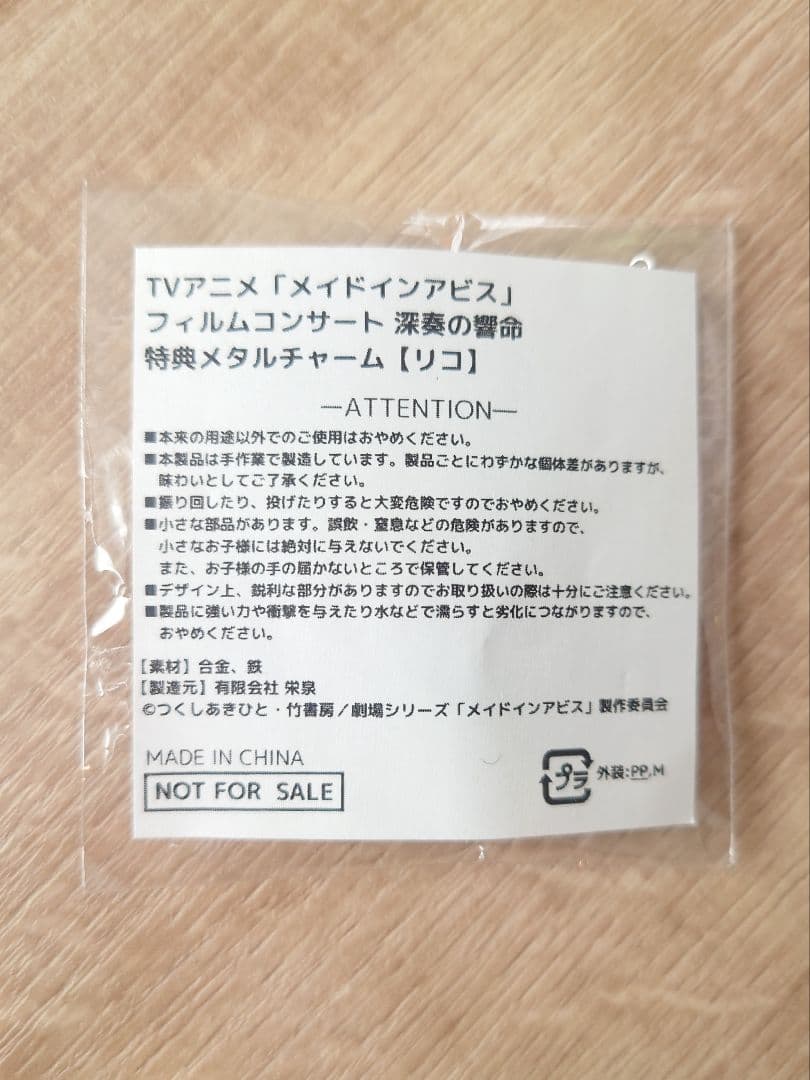 TVアニメ「メイドインアビス」
フィルムコンサート 深奏の響命
特典メタルチャーム【リコ】
—ATTENTION—
■本来の用途以外でのご使用はおやめください。
■本製品は手作業で製造しています。製品ごとにわずかな個体差がありますが、
味わいとしてご了承ください。
■振り回したり、投げたりすると大変危険ですのでおやめください。
■小さな部品があります。誤飲・窒息などの危険がありますので、
小さなお子様には絶対に与えないでください。
また、お子様の手の届かないところで保管してください。
■デザイン上、鋭利な部分がありますのでお取り扱いの際は十分にご注意ください。
■製品に強い力や衝撃を与えたり水などで濡らすと劣化につながりますので、
おやめください。
【素材】合金、鉄
【製造元】有限会社 栄泉
©つくしあきひと・竹書房／劇場シリーズ「メイドインアビス」製作委員会
MADE IN CHINA
NOT FOR SALE
プラ 外装:PP,M